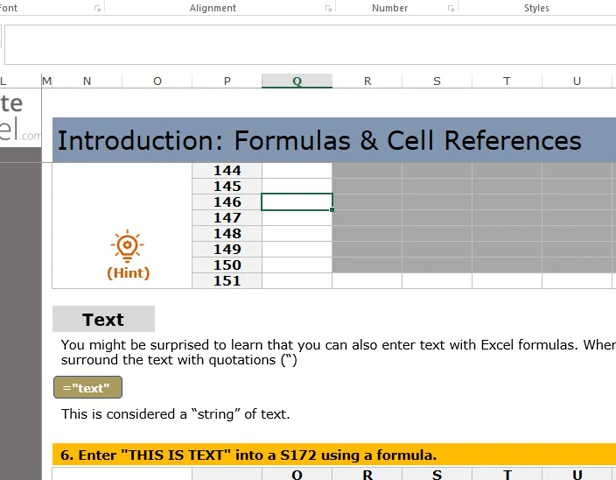 Font Alignment Number Styles
L M N O P Q R S T U
te
el.com
Introduction: Formulas & Cell References
144
145
146
147
148
149
150
151
(Hint)
Text
You might be surprised to learn that you can also enter text with Excel formulas. When
surround the text with quotations (“)
="text"
This is considered a “string” of text.
6. Enter "THIS IS TEXT" into a S172 using a formula.
Q R S T U